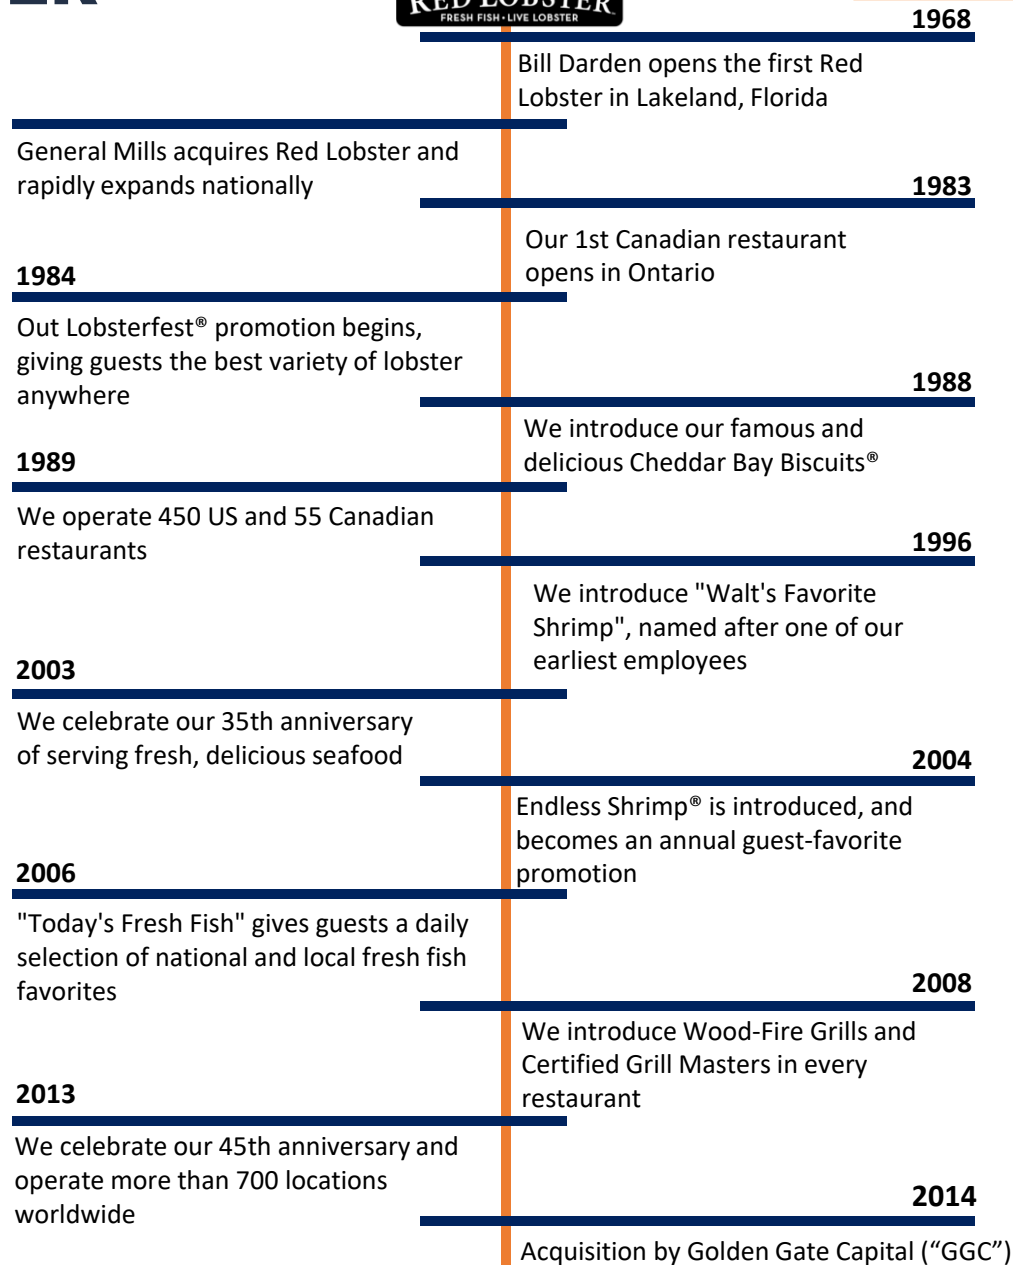 RED LOBSTER
FRESH FISH • LIVE LOBSTER
1968
Bill Darden opens the first Red
Lobster in Lakeland, Florida
General Mills acquires Red Lobster and
rapidly expands nationally
1983
Our 1st Canadian restaurant
opens in Ontario
1984
Out Lobsterfest® promotion begins,
giving guests the best variety of lobster
anywhere
1988
We introduce our famous and
delicious Cheddar Bay Biscuits®
1989
We operate 450 US and 55 Canadian
restaurants
1996
We introduce "Walt's Favorite
Shrimp", named after one of our
earliest employees
2003
We celebrate our 35th anniversary
of serving fresh, delicious seafood
2004
Endless Shrimp® is introduced, and
becomes an annual guest-favorite
promotion
2006
"Today's Fresh Fish" gives guests a daily
selection of national and local fresh fish
favorites
2008
We introduce Wood-Fire Grills and
Certified Grill Masters in every
restaurant
2013
We celebrate our 45th anniversary and
operate more than 700 locations
worldwide
2014
Acquisition by Golden Gate Capital (“GGC”)